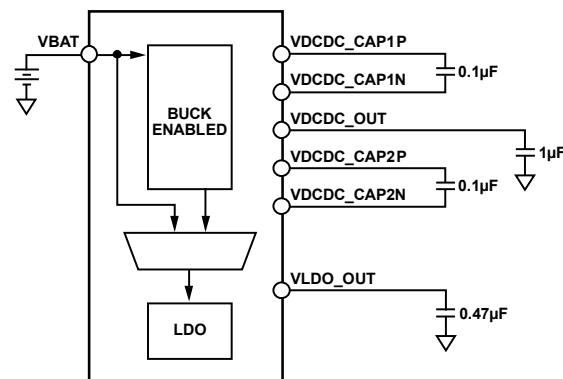 VBAT
VDCDC_CAP1P
0.1µF
VDCDC_CAP1N
BUCK
ENABLED
VDCDC_OUT
1µF
VDCDC_CAP2P
0.1µF
VDCDC_CAP2N
VLDO_OUT
LDO
0.47µF